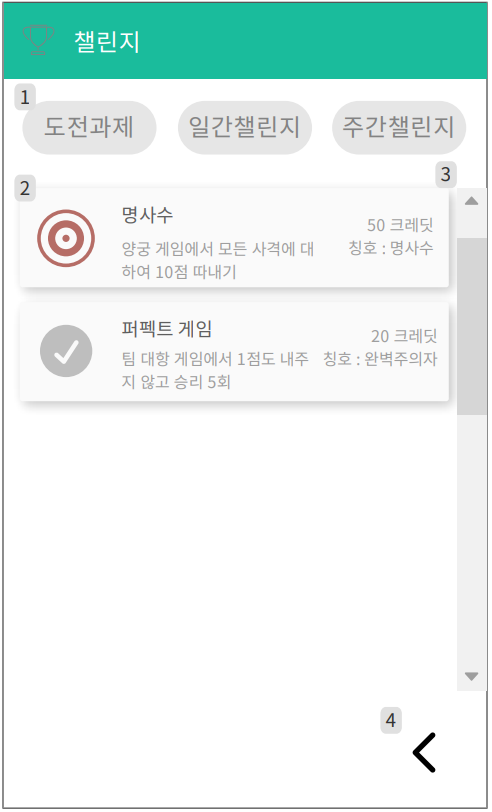 챌린지
1
도전과제 일간챌린지 주간챌린지
2
3
명사수
양궁 게임에서 모든 사격에 대
하여 10점 따내기
50 크레딧
칭호 : 명사수
퍼펙트 게임
팀 대항 게임에서 1점도 내주
지 않고 승리 5회
20 크레딧
칭호 : 완벽주의자
4